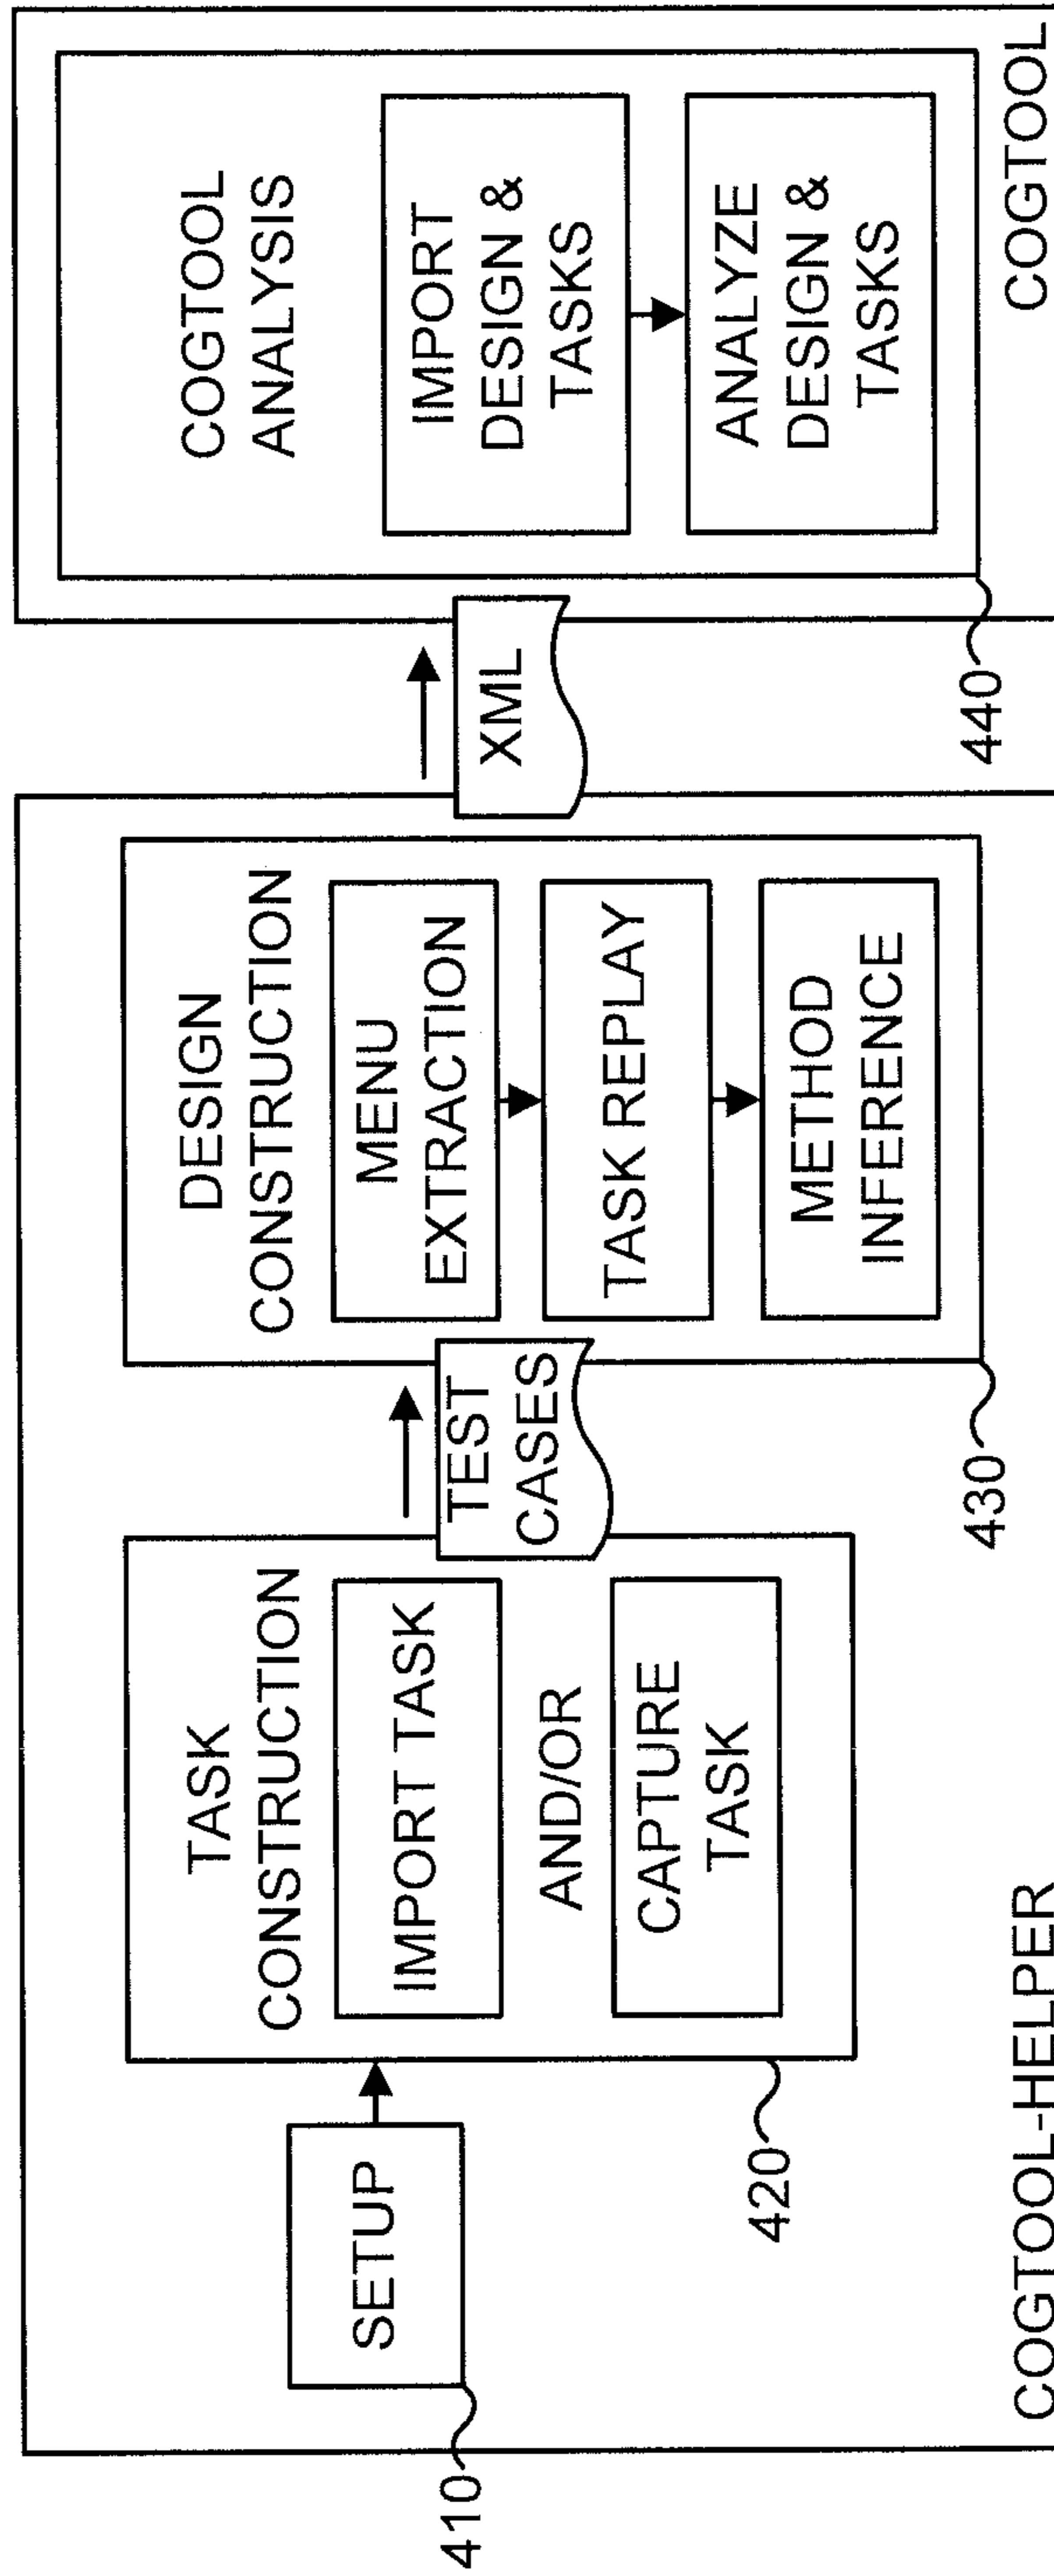 SETUP
410
TASK
CONSTRUCTION
IMPORT TASK
AND/OR
CAPTURE
TASK
420
TEST
CASES
DESIGN
CONSTRUCTION
MENU
EXTRACTION
TASK REPLAY
METHOD
INFERENCE
430
COGTOOL-HELPER
XML
COGTOOL
ANALYSIS
IMPORT
DESIGN &
TASKS
ANALYZE
DESIGN &
TASKS
440
COGTOOL